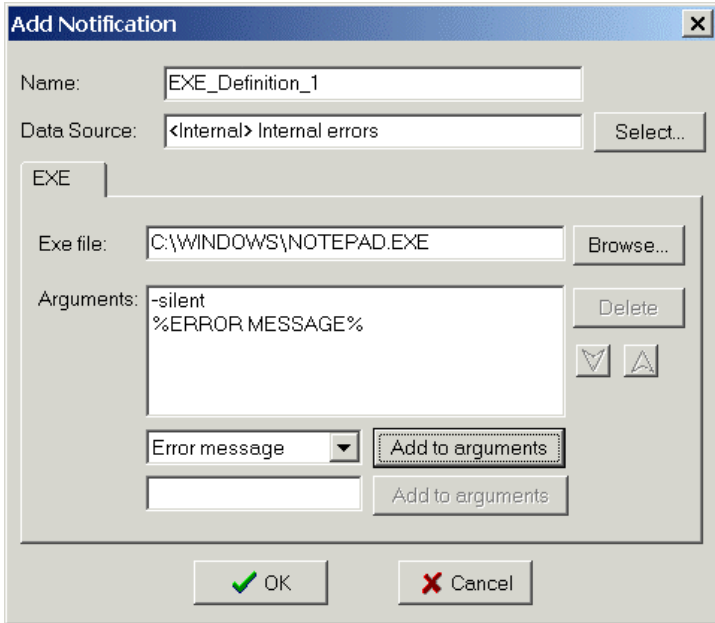 Add Notification
Name: EXE_Definition_1
Data Source: <Internal> Internal errors Select...
EXE
Exe file: C:\WINDOWS\NOTEPAD.EXE Browse...
Arguments: -silent Delete
%ERROR MESSAGE%
Error message Add to arguments
Add to arguments
OK Cancel